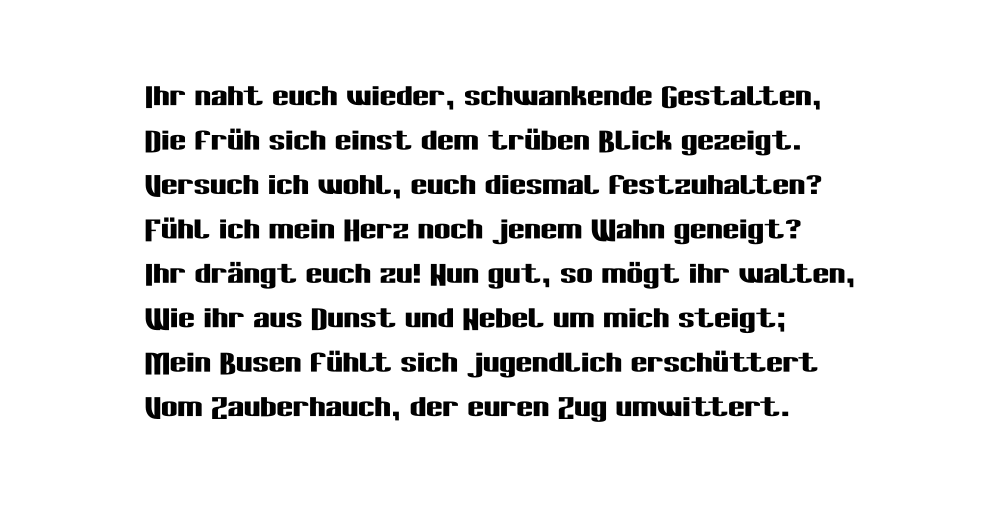 Ihr naht euch wieder, schwankende Gestalten,
Die früh sich einst dem trüben Blick gezeigt.
Versuch ich wohl, euch diesmal festzuhalten?
Fühl ich mein Herz noch jenem Wahn geneigt?
Ihr drängt euch zu! Nun gut, so mögt ihr walten,
Wie ihr aus Dunst und Nebel um mich steigt;
Mein Busen fühlt sich jugendlich erschüttert
Vom Zauberhauch, der euren Zug umwittert.